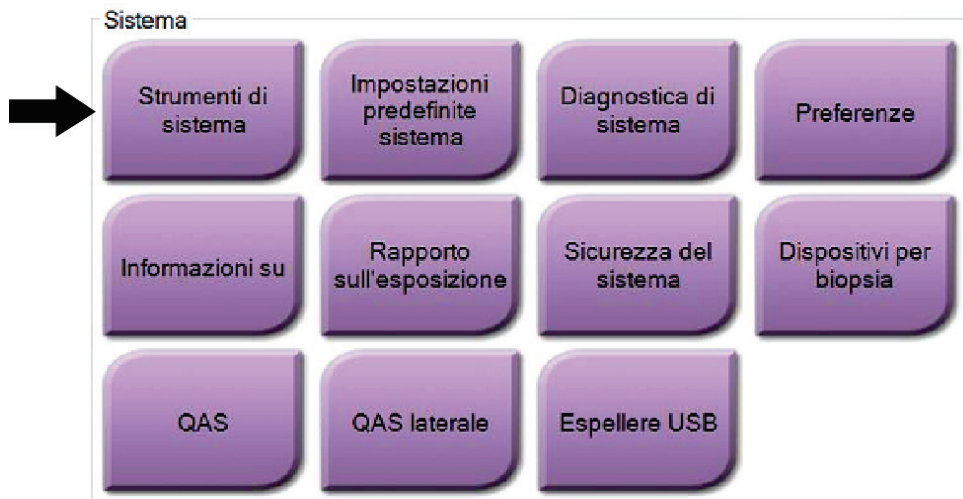 Sistema
Strumenti di
sistema
Impostazioni
predefinite
sistema
Diagnostica di
sistema
Preferenze
Informazioni su
Rapporto
sull'esposizione
Sicurezza del
sistema
Dispositivi per
biopsia
QAS
QAS laterale
Espellere USB